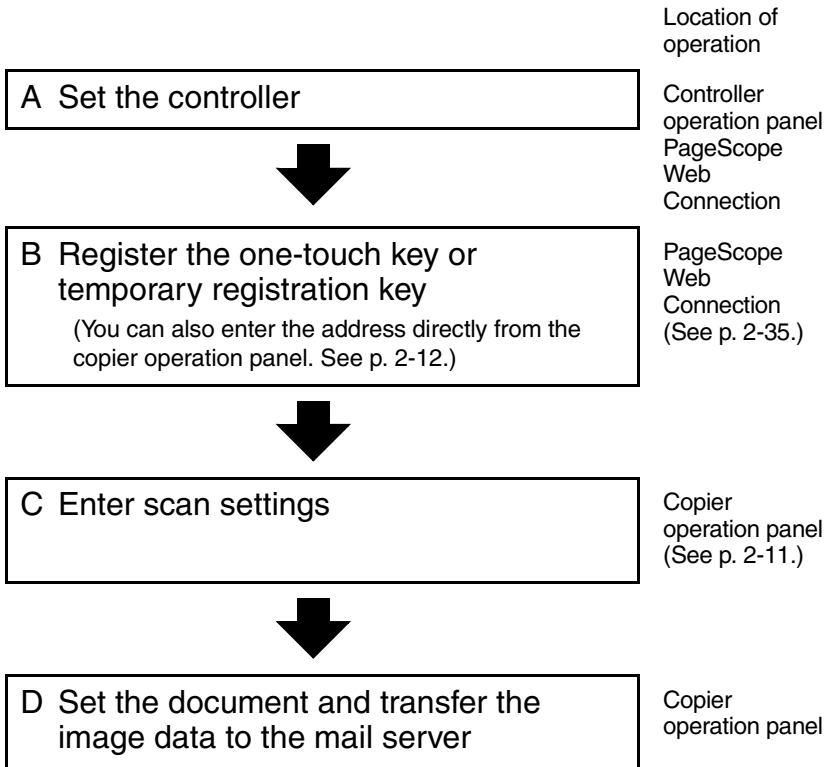 Location of
operation
A Set the controller
Controller
operation panel
PageScope
Web
Connection
B Register the one-touch key or
temporary registration key
(You can also enter the address directly from the
copier operation panel. See p. 2-12.)
PageScope
Web
Connection
(See p. 2-35.)
C Enter scan settings
Copier
operation panel
(See p. 2-11.)
D Set the document and transfer the
image data to the mail server
Copier
operation panel